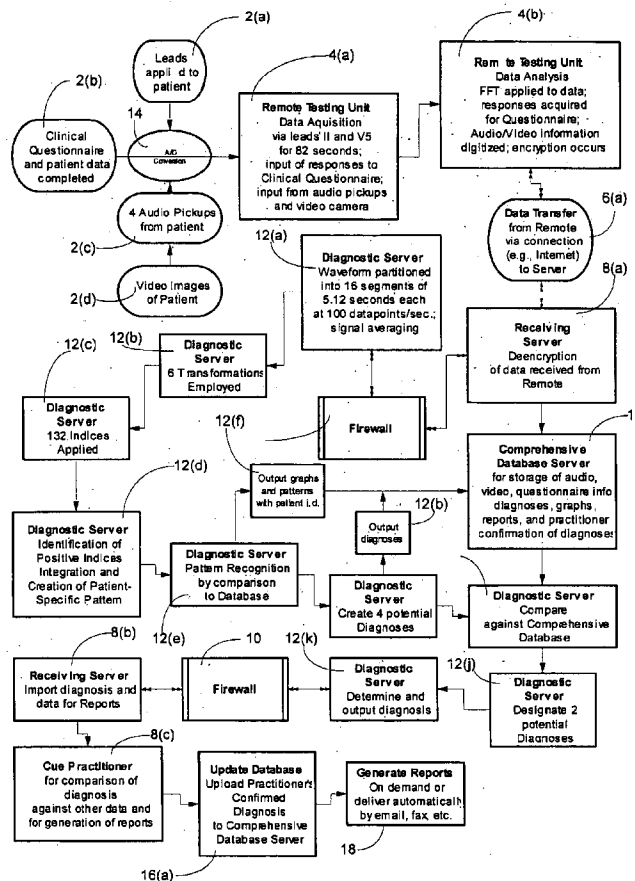 2(a)
Leads
applied to
patient
2(b)
Clinical
Questionnaire
and patient data
completed
14
A/D
Conversion
4 Audio Pickups
from patient
2(c)
Video Images
of Patient
2(d)
4(a)
Remote Testing Unit
Data Aquisition
via leads II and V5
for 82 seconds;
input of responses to
Clinical Questionnaire;
input from audio pickups
and video camera
4(b)
Remote Testing Unit
Data Analysis
FFT applied to data;
responses acquired
for Questionnaire;
Audio/Video information
digitized; encryption occurs
6(a)
Data Transfer
from Remote
via connection
(e.g., Internet)
to Server
8(a)
Receiving
Server
Deencryption
of data received from
Remote
12(a)
Diagnostic Server
Waveform partitioned
into 16 segments of
5.12 seconds each
at 100 datapoints/sec.;
signal averaging
12(b)
Diagnostic
Server
6 Transformations
Employed
12(c)
Diagnostic
Server
132 Indices
Applied
Firewall
12(d)
Diagnostic Server
Identification of
Positive Indices
Integration and
Creation of Patient-
Specific Pattern
12(e)
Diagnostic Server
Pattern Recognition
by comparison
to Database
12(f)
Output graphs
and patterns
with patient i.d.
Output
diagnoses
12(b)
Diagnostic
Server
Create 4 potential
Diagnoses
Comprehensive
Database Server
for storage of audio,
video, questionnaire info
diagnoses, graphs,
reports, and practitioner
confirmation of diagnoses
Diagnostic Server
Compare
against Comprehensive
Database
12(j)
Diagnostic
Server
Designate 2
potential
Diagnoses
12(k)
Diagnostic
Server
Determine and
output diagnosis
10
Firewall
8(b)
Receiving Server
Import diagnosis and
data for Reports
8(c)
Cue Practitioner
for comparison of
diagnosis
against other data and
for generation of reports
Update Database
Upload Practitioners
Confirmed
Diagnosis
to Comprehensive
Database Server
16(a)
Generate Reports
On demand or
deliver automatically
by email, fax, etc.
18